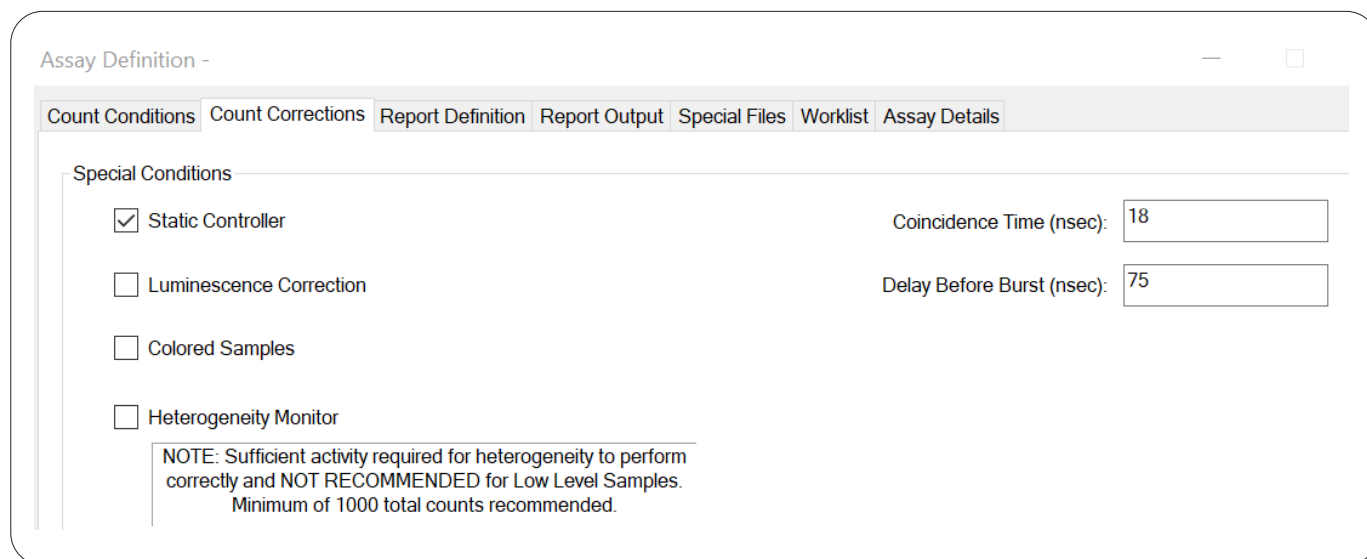 Assay Definition -
Count Conditions Count Corrections Report Definition Report Output Special Files Worklist Assay Details
Special Conditions
Static Controller
Coincidence Time (nsec): 18
Luminescence Correction
Delay Before Burst (nsec): 75
Colored Samples
Heterogeneity Monitor
NOTE: Sufficient activity required for heterogeneity to perform
correctly and NOT RECOMMENDED for Low Level Samples.
Minimum of 1000 total counts recommended.